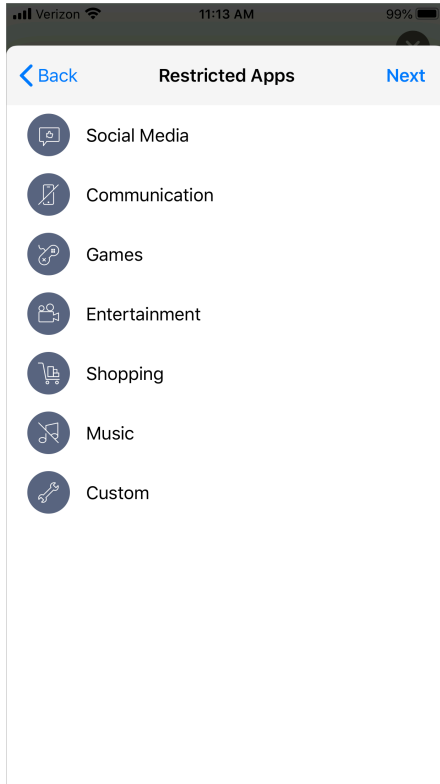 Verizon 11:13 AM 99%
Back Restricted Apps Next
Social Media
Communication
Games
Entertainment
Shopping
Music
Custom